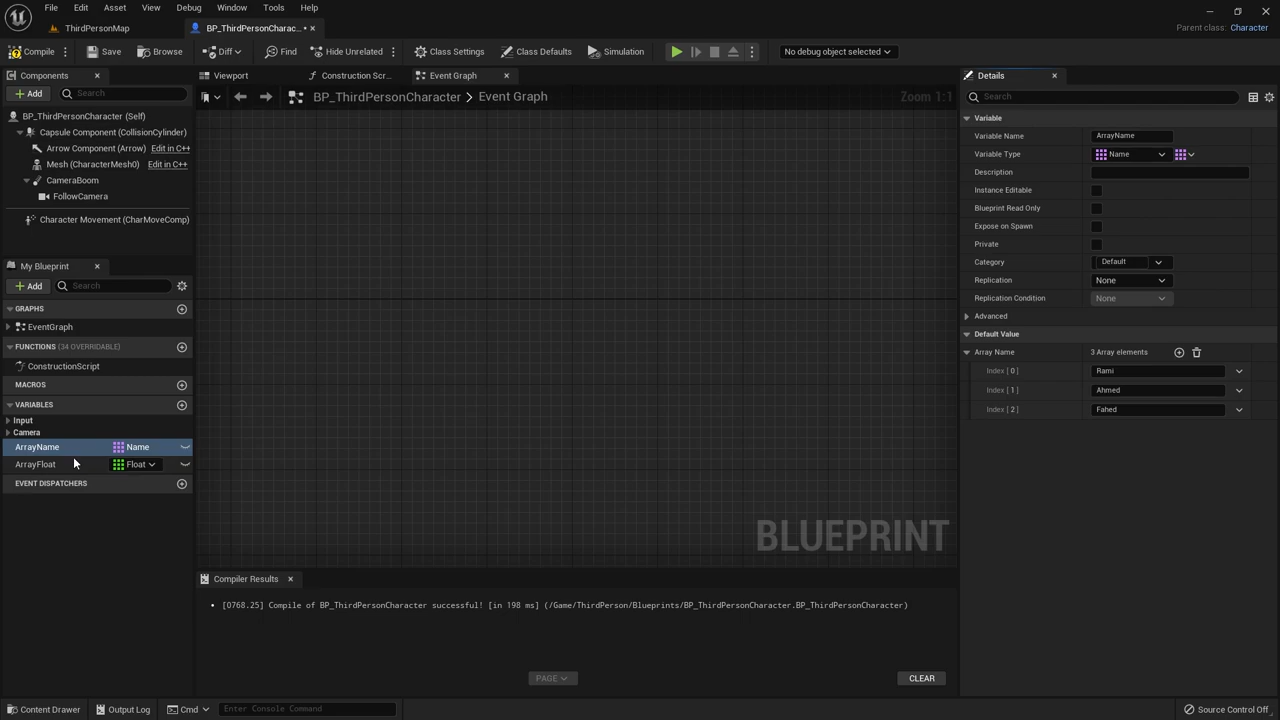 File Edit Asset View Debug Window Tools Help
ThirdPersonMap BP_ThirdPersonCharac...•
Parent class: Character
Compile Save Browse Diff Find Hide Unrelated Class Settings Class Defaults Simulation No debug object selected
Components
Viewport Construction Scr... Event Graph
Details
Add Search
BP_ThirdPersonCharacter > Event Graph Zoom 1:1
Search
BP_ThirdPersonCharacter (Self)
Capsule Component (CollisionCylinder)
Arrow Component (Arrow) Edit in C++
Mesh (CharacterMesh0) Edit in C++
CameraBoom
FollowCamera
Character Movement (CharMoveComp)
My Blueprint
Add Search
GRAPHS
EventGraph
FUNCTIONS (34 OVERRIDABLE)
ConstructionScript
MACROS
VARIABLES
Input
Camera
ArrayName Name
ArrayFloat Float
EVENT DISPATCHERS
BLUEPRINT
Compiler Results
• [0768.25] Compile of BP_ThirdPersonCharacter successful! [in 198 ms] (/Game/ThirdPerson/Blueprints/BP_ThirdPersonCharacter.BP_ThirdPersonCharacter)
PAGE CLEAR
Variable
Variable Name ArrayName
Variable Type Name
Description
Instance Editable
Blueprint Read Only
Expose on Spawn
Private
Category Default
Replication None
Replication Condition None
Advanced
Default Value
Array Name 3 Array elements
Index [ 0 ] Rami
Index [ 1 ] Ahmed
Index [ 2 ] Fahed
Content Drawer Output Log Cmd Enter Console Command Source Control Off